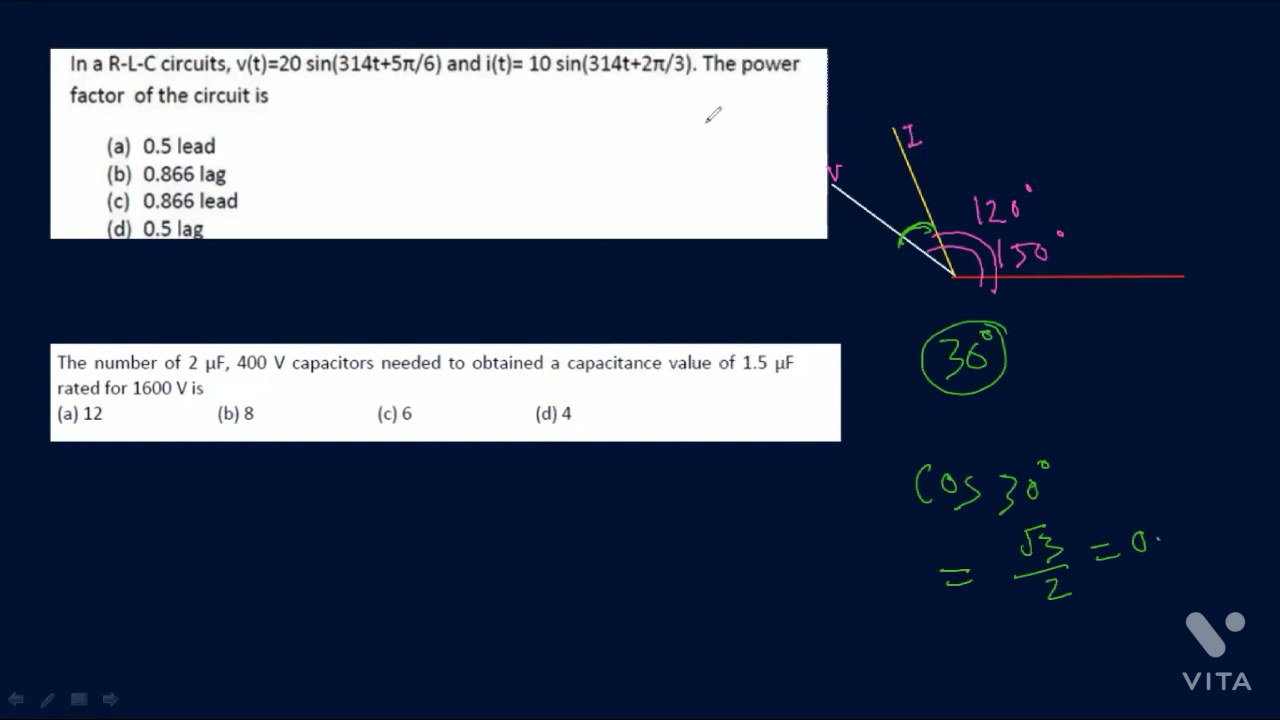 In a R-L-C circuits, v(t)=20 sin(314t+5π/6) and i(t)= 10 sin(314t+2π/3). The power
factor of the circuit is
(a) 0.5 lead
(b) 0.866 lag
(c) 0.866 lead
(d) 0.5 lag
I
V
120°
150°
30°
The number of 2 μF, 400 V capacitors needed to obtained a capacitance value of 1.5 μF
rated for 1600 V is
(a) 12 (b) 8 (c) 6 (d) 4
Cos 30°
= √3/2 = 0.
VITA